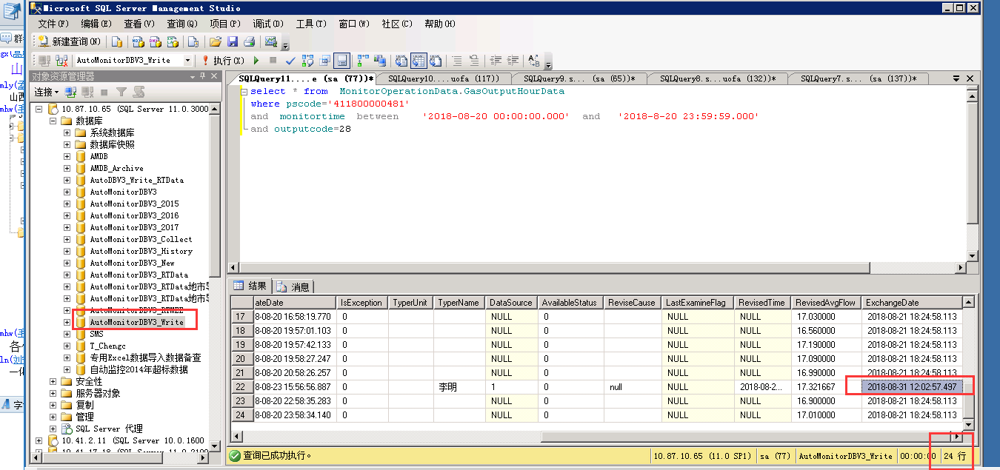 Microsoft SQL Server Management Studio
文件(F) 编辑(E) 查看(V) 查询(Q) 项目(P) 调试(D) 工具(T) 窗口(W) 社区(C) 帮助(H)
新建查询(N)
AutoMonitorDBV3_Write 执行(X)
对象资源管理器
连接
10.87.10.65 (SQL Server 11.0.3000
数据库
系统数据库
数据库快照
AMDB
AMDB_Archive
AutoDBV3_Write_RTData
AutoMonitorDBV3
AutoMonitorDBV3_2015
AutoMonitorDBV3_2016
AutoMonitorDBV3_2017
AutoMonitorDBV3_Collect
AutoMonitorDBV3_History
AutoMonitorDBV3_New
AutoMonitorDBV3_RTData
AutoMonitorDBV3_RTData地市导
AutoMonitorDBV3_RTData地市导
AutoMonitorDBV3_RTMEE
AutoMonitorDBV3_Write
SMS
T_Chengc
专用Excel数据导入数据备查
自动监控2014年超标数据
安全性
服务器对象
复制
管理
SQL Server 代理
10.41.2.11 (SQL Server 10.0.1600
10.41.17.18 (SQL Server 11.0.2100
SQLQuery11....e (sa (77))* SQLQuery10....uofa (117)) SQLQuery9.s... (sa (65))* SQLQuery8.s...uofa (132))* SQLQuery7.s... (sa (137))*
select * from MonitorOperationData.GasOutputHourData
where pscode='411800000481'
and monitortime between '2018-08-20 00:00:00.000' and '2018-8-20 23:59:59.000'
and outputcode=28
结果 消息
ateDate IsException TyperUnit TyperName DataSource AvailableStatus ReviseCause LastExamineFlag RevisedTime RevisedAvgFlow ExchangeDate
17 8-08-20 16:58:19.770 0 NULL 0 NULL NULL 17.030000 2018-08-21 18:24:58.113
18 8-08-20 19:57:01.103 0 NULL 0 NULL NULL 16.560000 2018-08-21 18:24:58.113
19 8-08-20 19:57:42.133 0 NULL 0 NULL NULL 17.190000 2018-08-21 18:24:58.113
20 8-08-20 19:58:27.247 0 NULL 0 NULL NULL 17.090000 2018-08-21 18:24:58.113
21 8-08-20 20:58:26.257 0 NULL 0 NULL NULL 16.990000 2018-08-21 18:24:58.113
22 8-08-23 15:56:56.887 0 李明 1 0 null NULL 2018-08-2... 17.321667 2018-08-31 12:02:57.497
23 8-08-20 22:58:35.283 0 NULL 0 NULL NULL 16.900000 2018-08-21 18:24:58.113
24 8-08-20 23:58:34.140 0 NULL 0 NULL NULL 17.010000 2018-08-21 18:24:58.113
查询已成功执行。 10.87.10.65 (11.0 SP1) sa (77) AutoMonitorDBV3_Write 00:00:00 24 行